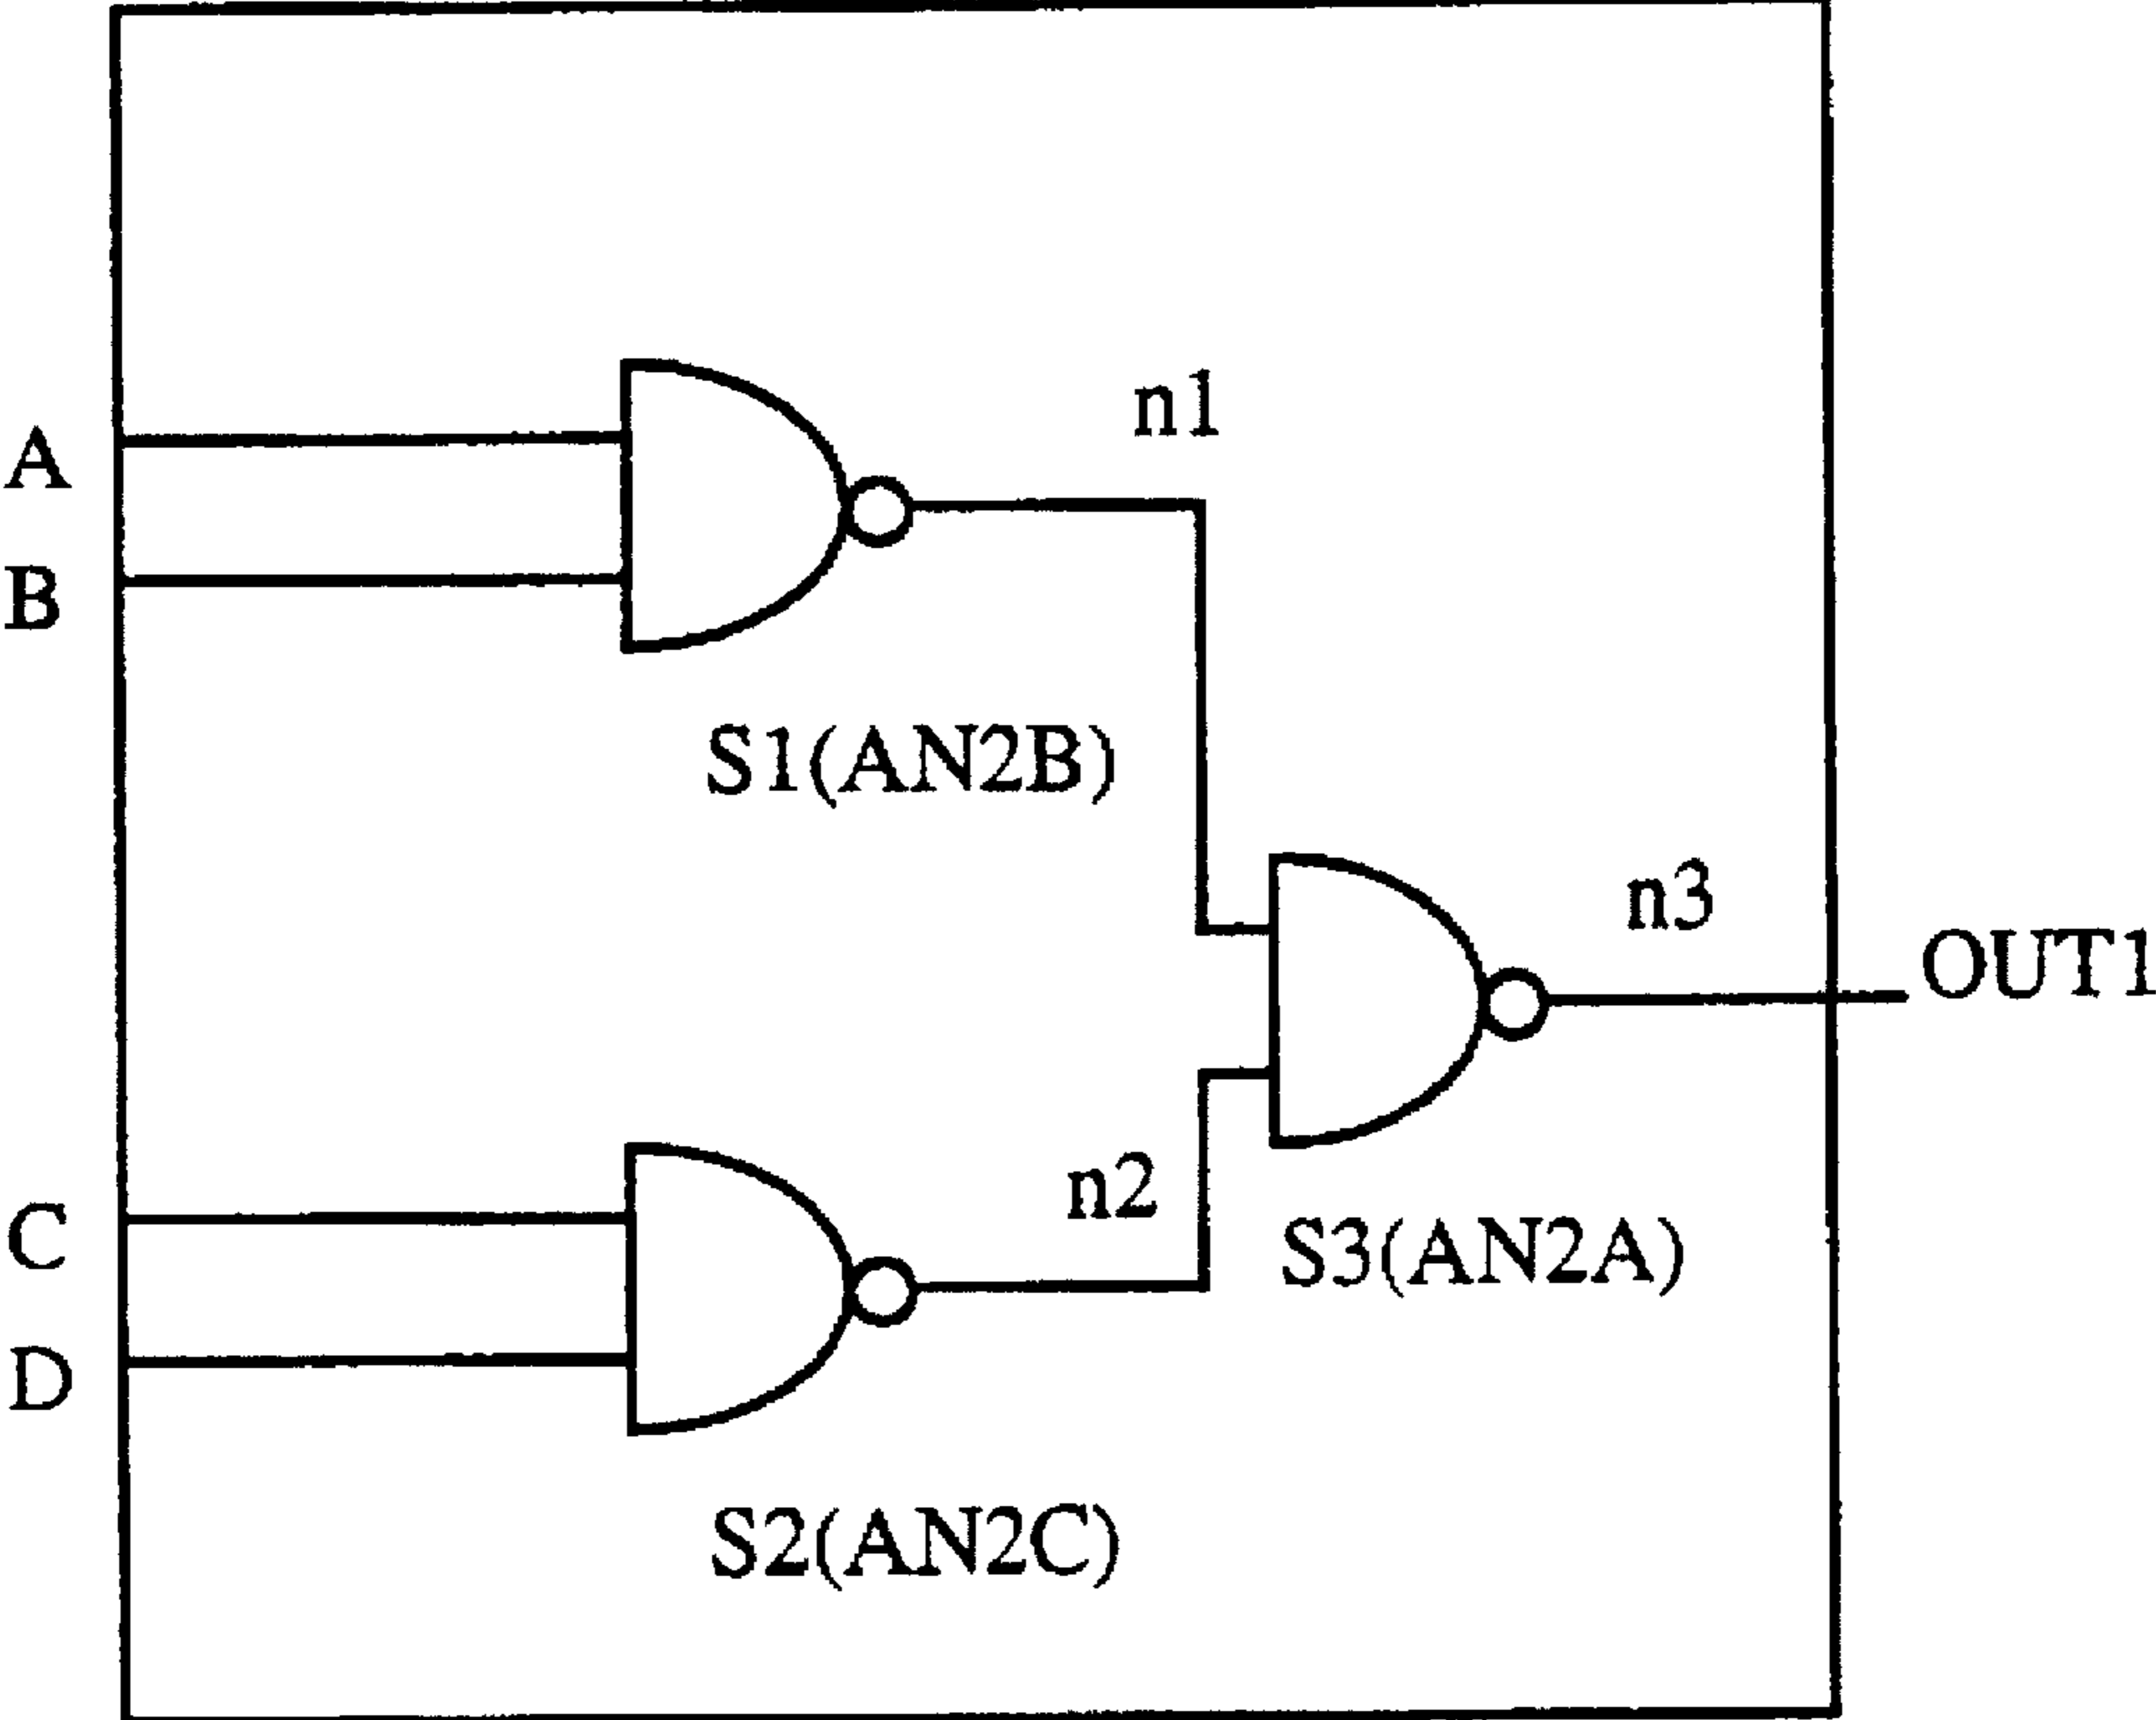 n1
A
B
S1(AN2B)
n3
OUT1
n2
C
S3(AN2A)
D
S2(AN2C)